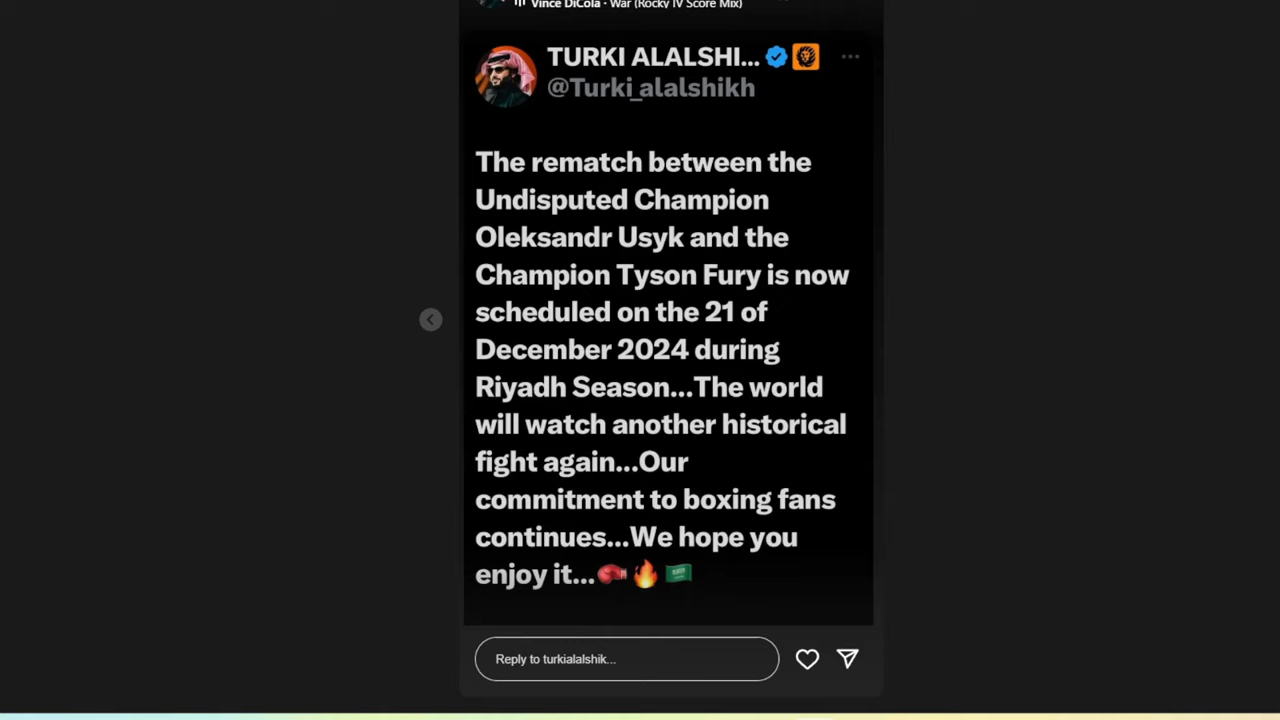 Vince DiCola · War (Rocky IV Score Mix)
TURKI ALALSHI...
@Turki_alalshikh
The rematch between the
Undisputed Champion
Oleksandr Usyk and the
Champion Tyson Fury is now
scheduled on the 21 of
December 2024 during
Riyadh Season...The world
will watch another historical
fight again...Our
commitment to boxing fans
continues...We hope you
enjoy it...🥊🔥🇸🇦
Reply to turkialalshik...